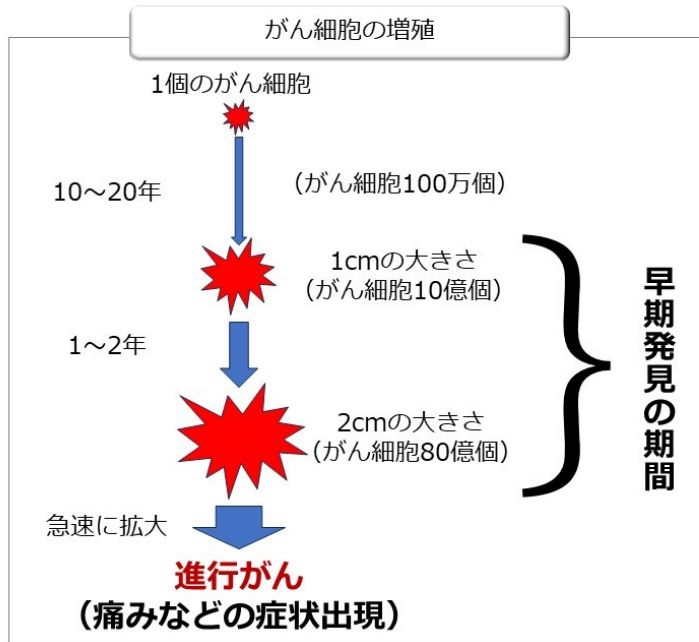 がん細胞の増殖
1個のがん細胞
10～20年
（がん細胞100万個）
1cmの大きさ
（がん細胞10億個）
1～2年
2cmの大きさ
（がん細胞80億個）
早期発見の期間
急速に拡大
進行がん
（痛みなどの症状出現）